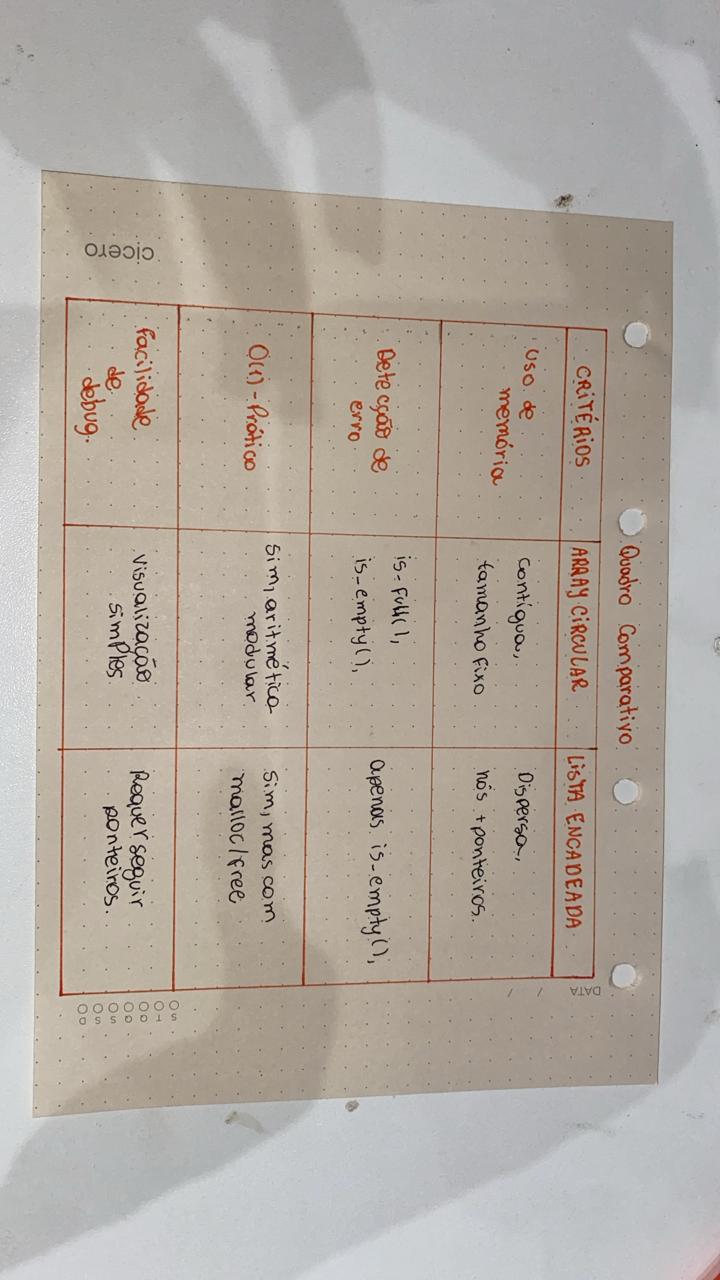 Quadro Comparativo
CRITÉRIOS
ARRAY CIRCULAR
LISTA ENCADEADA
Uso de
memória
Contígua,
tamanho fixo
Dispersa,
nós + ponteiros.
Detecção de
erro
is-full(),
is-empty(),
apenas is-empty(),
O(1) - Prático
Sim, aritmética
modular
Sim, mas com
malloc/free
Facilidade
de
debug.
Visualização
simples
Requer seguir
ponteiros.
cicero
DATA / /
S T Q Q S S D